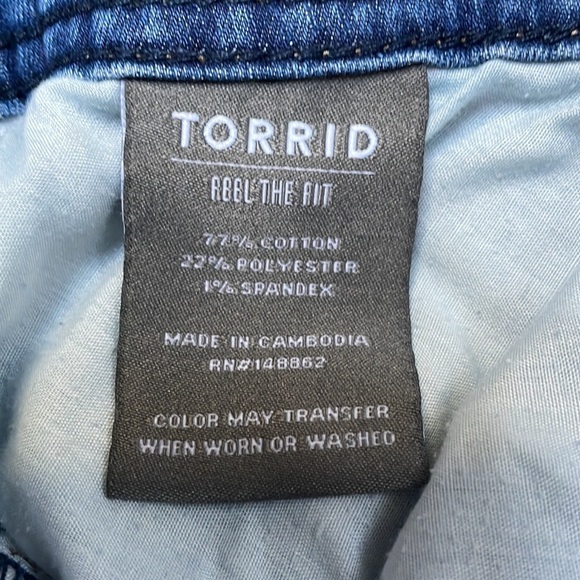 TORRID
FEEL THE FIT
77% COTTON
22% POLYESTER
1% SPANDEX
MADE IN CAMBODIA
RN#148862
COLOR MAY TRANSFER
WHEN WORN OR WASHED